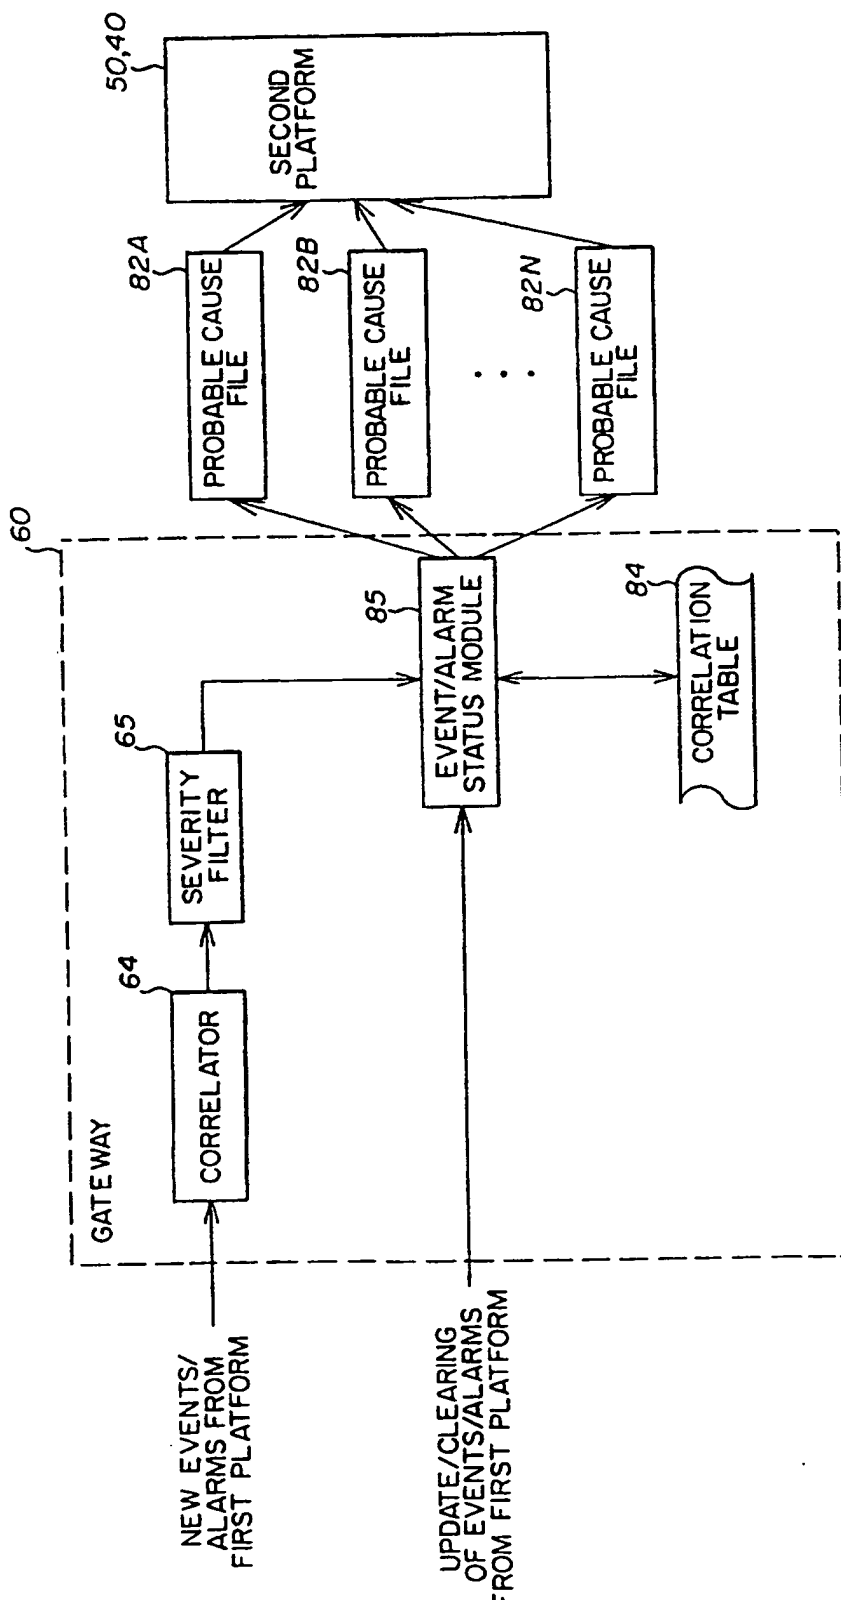 60
GATEWAY
NEW EVENTS/
ALARMS FROM
FIRST PLATFORM
64
CORRELATOR
65
SEVERITY
FILTER
UPDATE/CLEARING
OF EVENTS/ALARMS
FROM FIRST PLATFORM
85
EVENT/ALARM
STATUS MODULE
84
CORRELATION
TABLE
82A
PROBABLE CAUSE
FILE
82B
PROBABLE CAUSE
FILE
. . .
82N
PROBABLE CAUSE
FILE
50,40
SECOND
PLATFORM